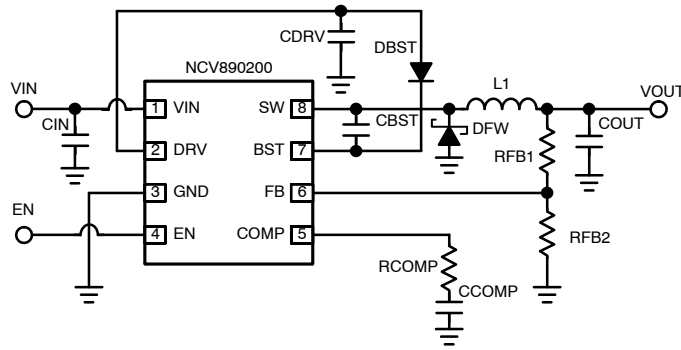 CDRV
DBST
NCV890200
VIN
L1
VOUT
1 VIN
SW 8
CBST
CIN
DFW
COUT
2 DRV
BST 7
RFB1
3 GND
FB 6
EN
4 EN
COMP 5
RFB2
RCOMP
CCOMP